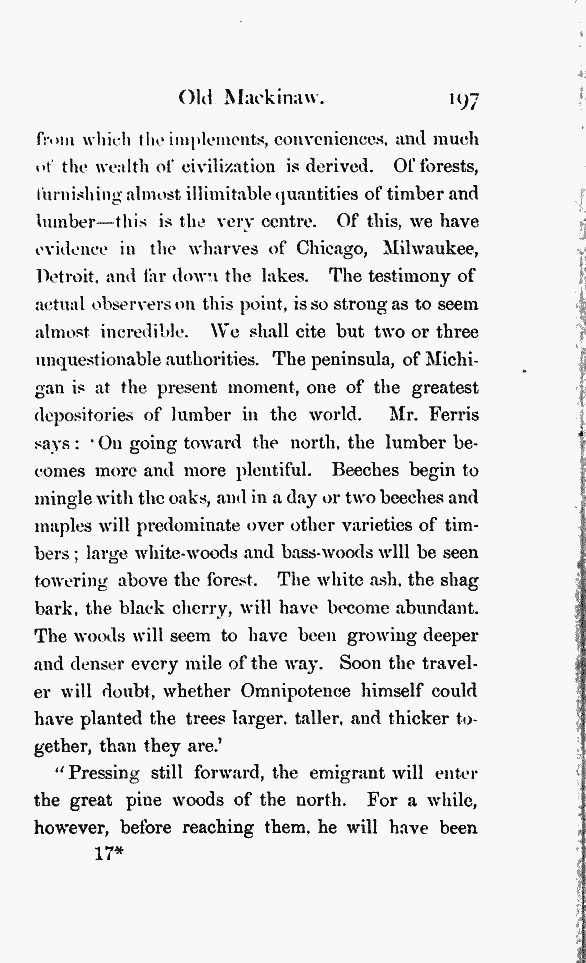 Old Mackinaw. 197
from which the implements, conveniences, and much
of the wealth of civilization is derived. Of forests,
furnishing almost illimitable quantities of timber and
lumber—this is the very centre. Of this, we have
evidence in the wharves of Chicago, Milwaukee,
Detroit, and far down the lakes. The testimony of
actual observers on this point, is so strong as to seem
almost incredible. We shall cite but two or three
unquestionable authorities. The peninsula, of Michi-
gan is at the present moment, one of the greatest
depositories of lumber in the world. Mr. Ferris
says: 'On going toward the north, the lumber be-
comes more and more plentiful. Beeches begin to
mingle with the oaks, and in a day or two beeches and
maples will predominate over other varieties of tim-
bers; large white-woods and bass-woods wlll be seen
towering above the forest. The white ash, the shag
bark, the black cherry, will have become abundant.
The woods will seem to have been growing deeper
and denser every mile of the way. Soon the travel-
er will doubt, whether Omnipotence himself could
have planted the trees larger, taller, and thicker to-
gether, than they are.'
"Pressing still forward, the emigrant will enter
the great pine woods of the north. For a while,
however, before reaching them, he will have been
17*